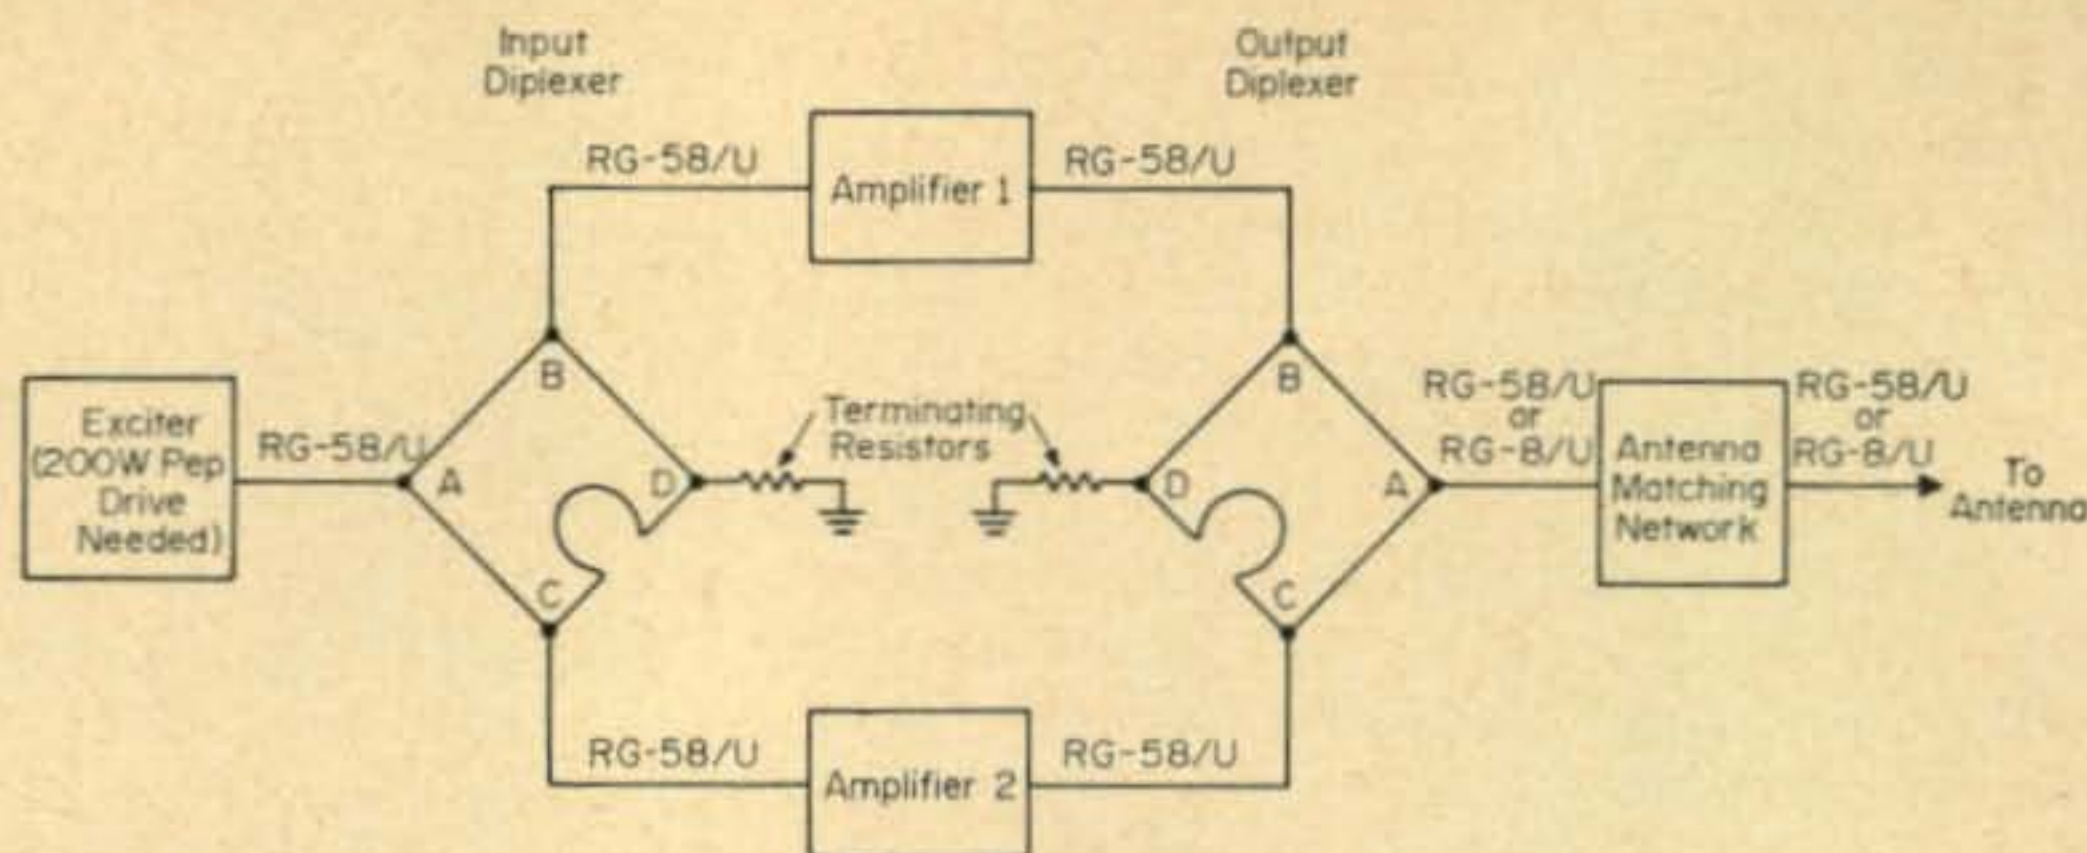 Input
Diplexer
Output
Diplexer
RG-58/U
Amplifier 1
RG-58/U
Exciter
(200W Pep
Drive
Needed)
RG-58/U
A
B
C
D
Terminating
Resistors
B
D
A
C
RG-58/U
or
RG-8/U
Antenna
Matching
Network
RG-58/U
or
RG-8/U
To
Antenna
RG-58/U
Amplifier 2
RG-58/U